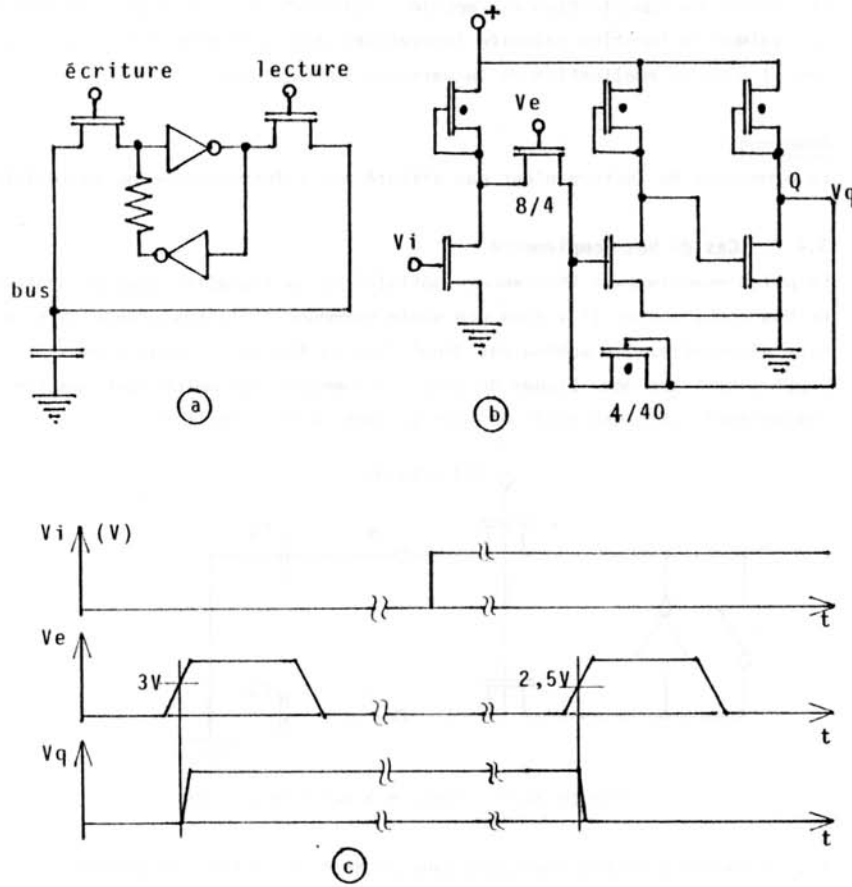 écriture
lecture
bus
a
+
Ve
8/4
Vi
Q
Vq
4/40
b
Vi (V)
t
Ve
3V
2,5V
t
Vq
t
c